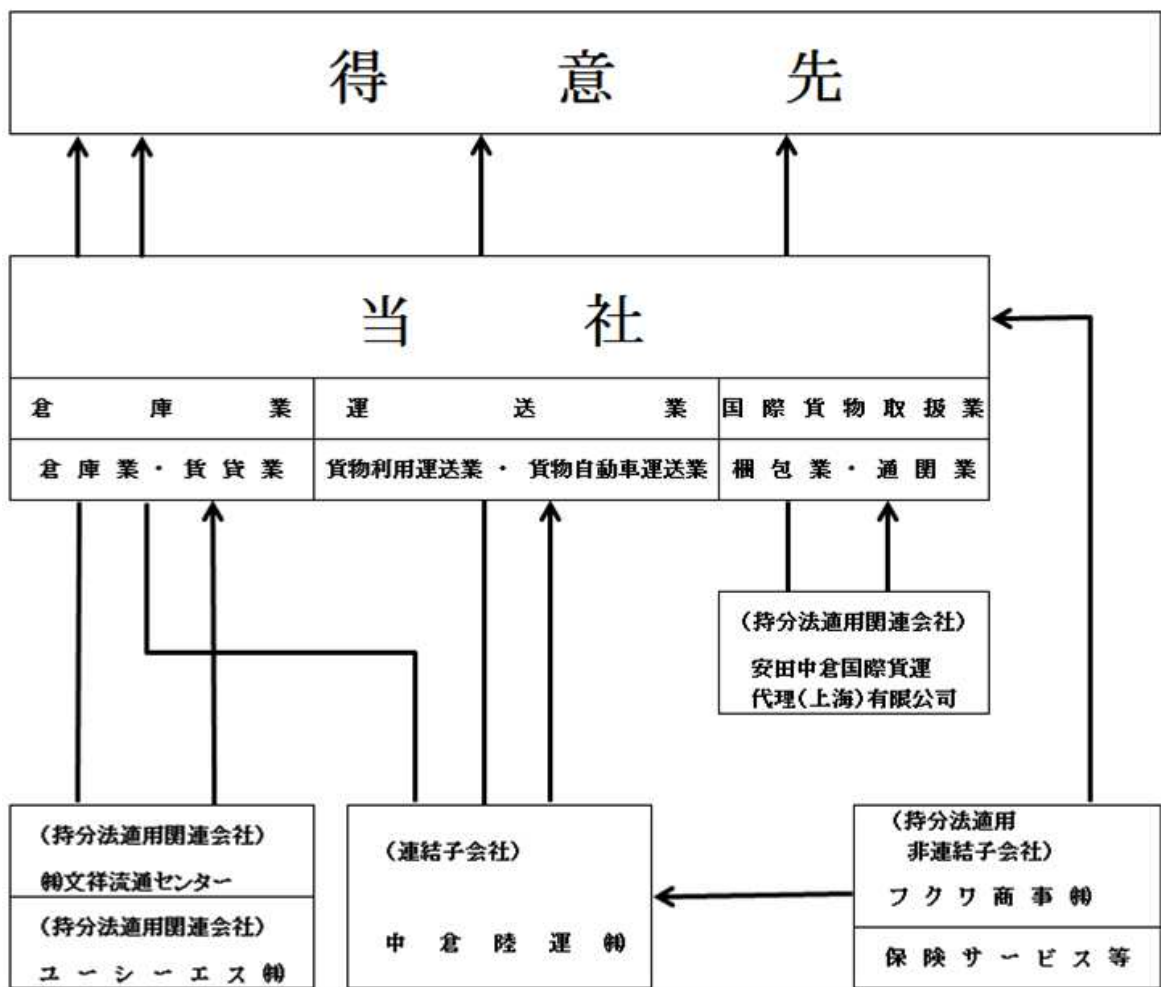 得意先
当社
倉庫業 運送業 国際貨物取扱業
倉庫業・賃貸業 貨物利用運送業・貨物自動車運送業 梱包業・通関業
(持分法適用関連会社)
安田中倉国際貨運
代理(上海)有限公司
(持分法適用関連会社)
㈱文祥流通センター
(持分法適用関連会社)
ユーシーエス㈱
(連結子会社)
中倉陸運㈱
(持分法適用
非連結子会社)
フクワ商事㈱
保険サービス等